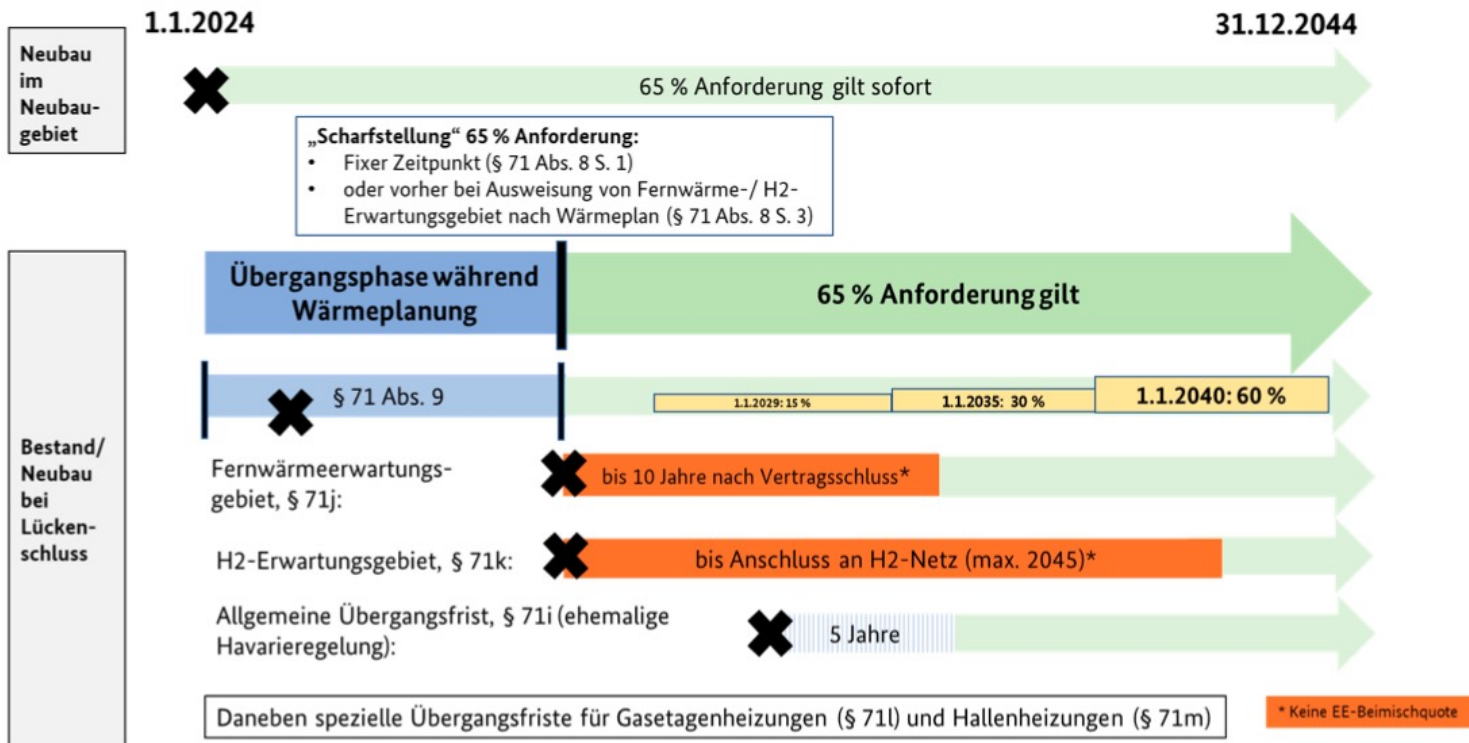 1.1.2024
31.12.2044
Neubau
im
Neubau-
gebiet
65 % Anforderung gilt sofort
„Scharfstellung“ 65 % Anforderung:
• Fixer Zeitpunkt (§ 71 Abs. 8 S. 1)
• oder vorher bei Ausweisung von Fernwärme-/ H2-
Erwartungsgebiet nach Wärmeplan (§ 71 Abs. 8 S. 3)
Bestand/
Neubau
bei
Lücken-
schluss
Übergangsphase während
Wärmeplanung
65 % Anforderung gilt
§ 71 Abs. 9
1.1.2029: 15 %
1.1.2035: 30 %
1.1.2040: 60 %
Fernwärmeerwartungs-
gebiet, § 71j:
bis 10 Jahre nach Vertragsschluss*
H2-Erwartungsgebiet, § 71k:
bis Anschluss an H2-Netz (max. 2045)*
Allgemeine Übergangsfrist, § 71i (ehemalige
Havarieregelung):
5 Jahre
Daneben spezielle Übergangsfriste für Gasetagenheizungen (§ 71l) und Hallenheizungen (§ 71m)
* Keine EE-Beimischquote